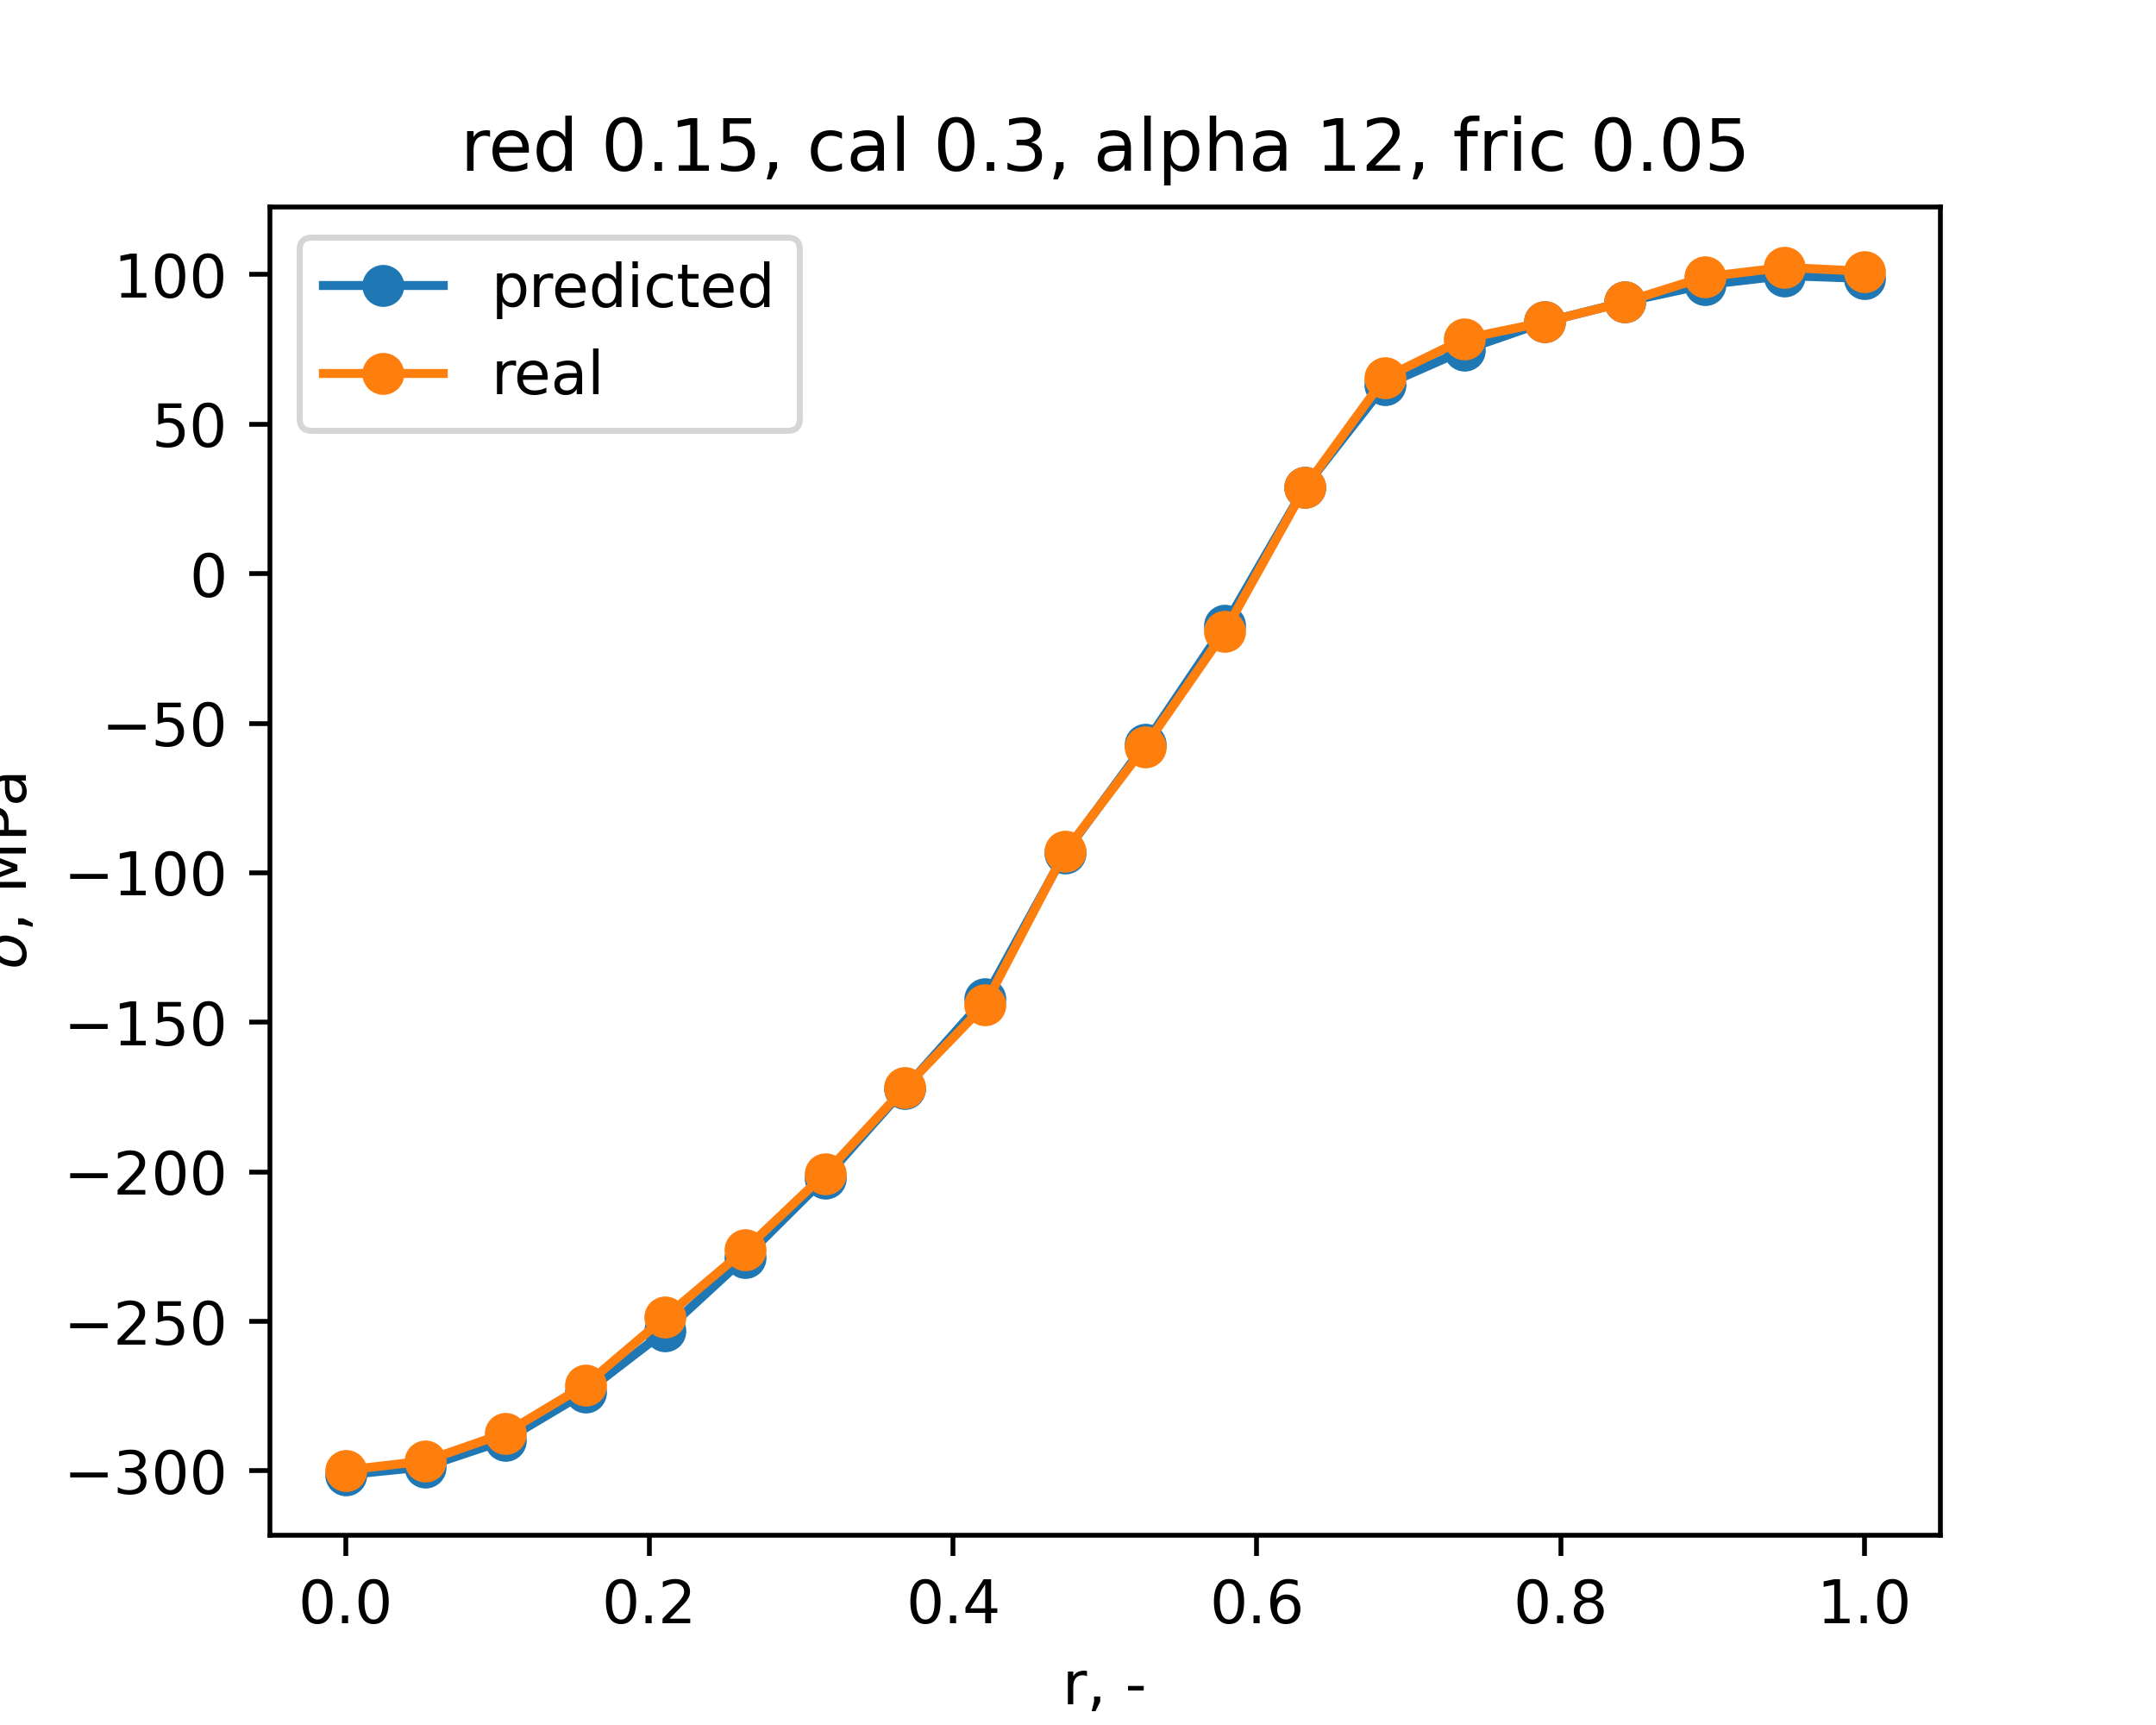 red 0.15, cal 0.3, alpha 12, fric 0.05
predicted
real
100
50
0
−50
−100
−150
−200
−250
−300
σ, MPa
0.0 0.2 0.4 0.6 0.8 1.0
r, -